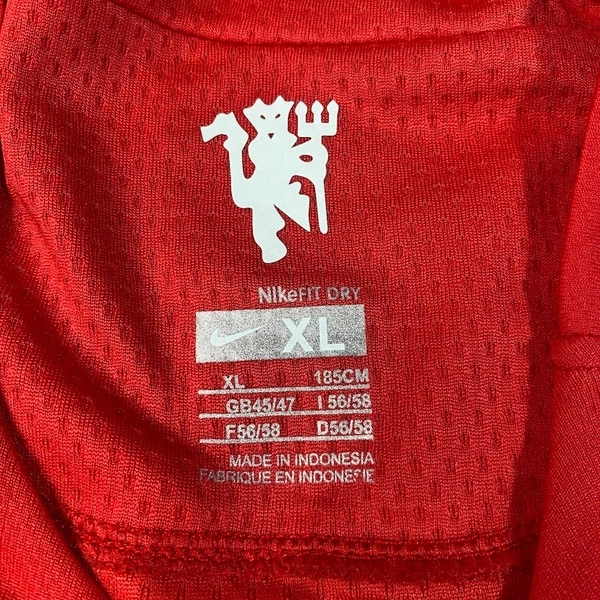 NIKEFIT DRY
XL
XL 185CM
GB45/47 I 56/58
F56/58 D56/58
MADE IN INDONESIA
FABRIQUE EN INDONESIE